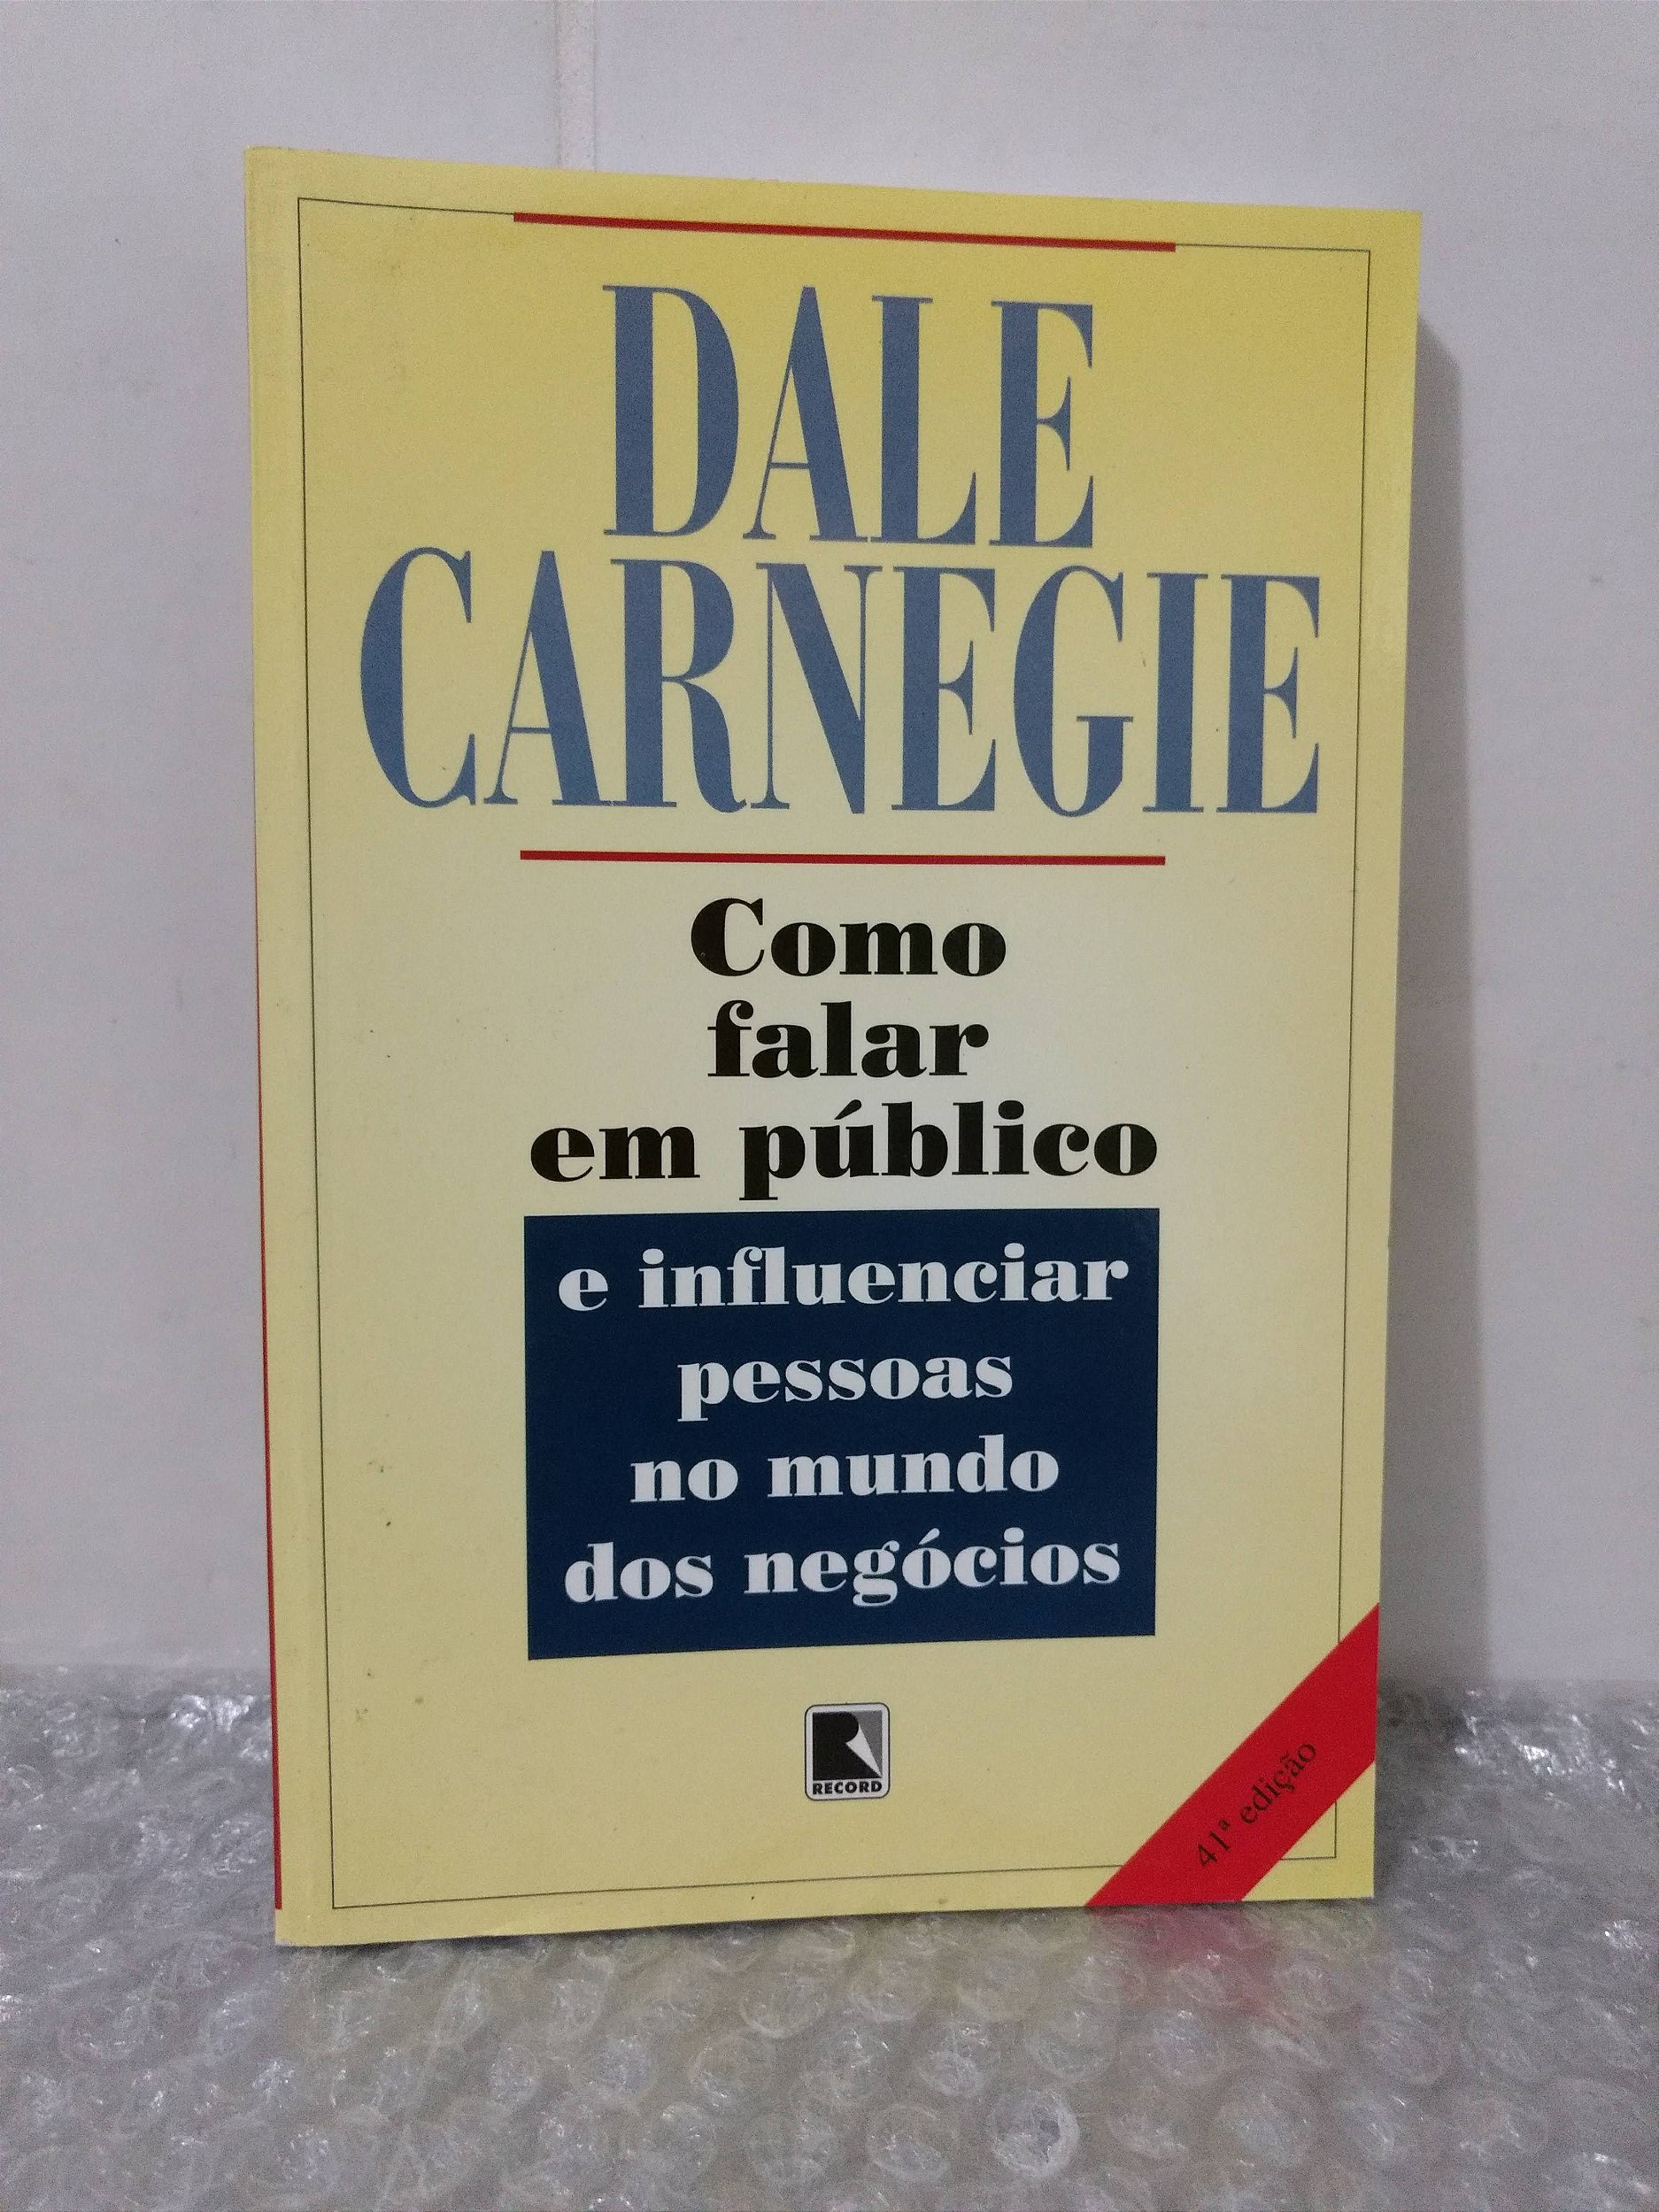 DALE
CARNEGIE
Como
falar
em público
e influenciar
pessoas
no mundo
dos negócios
RECORD
41ª edição